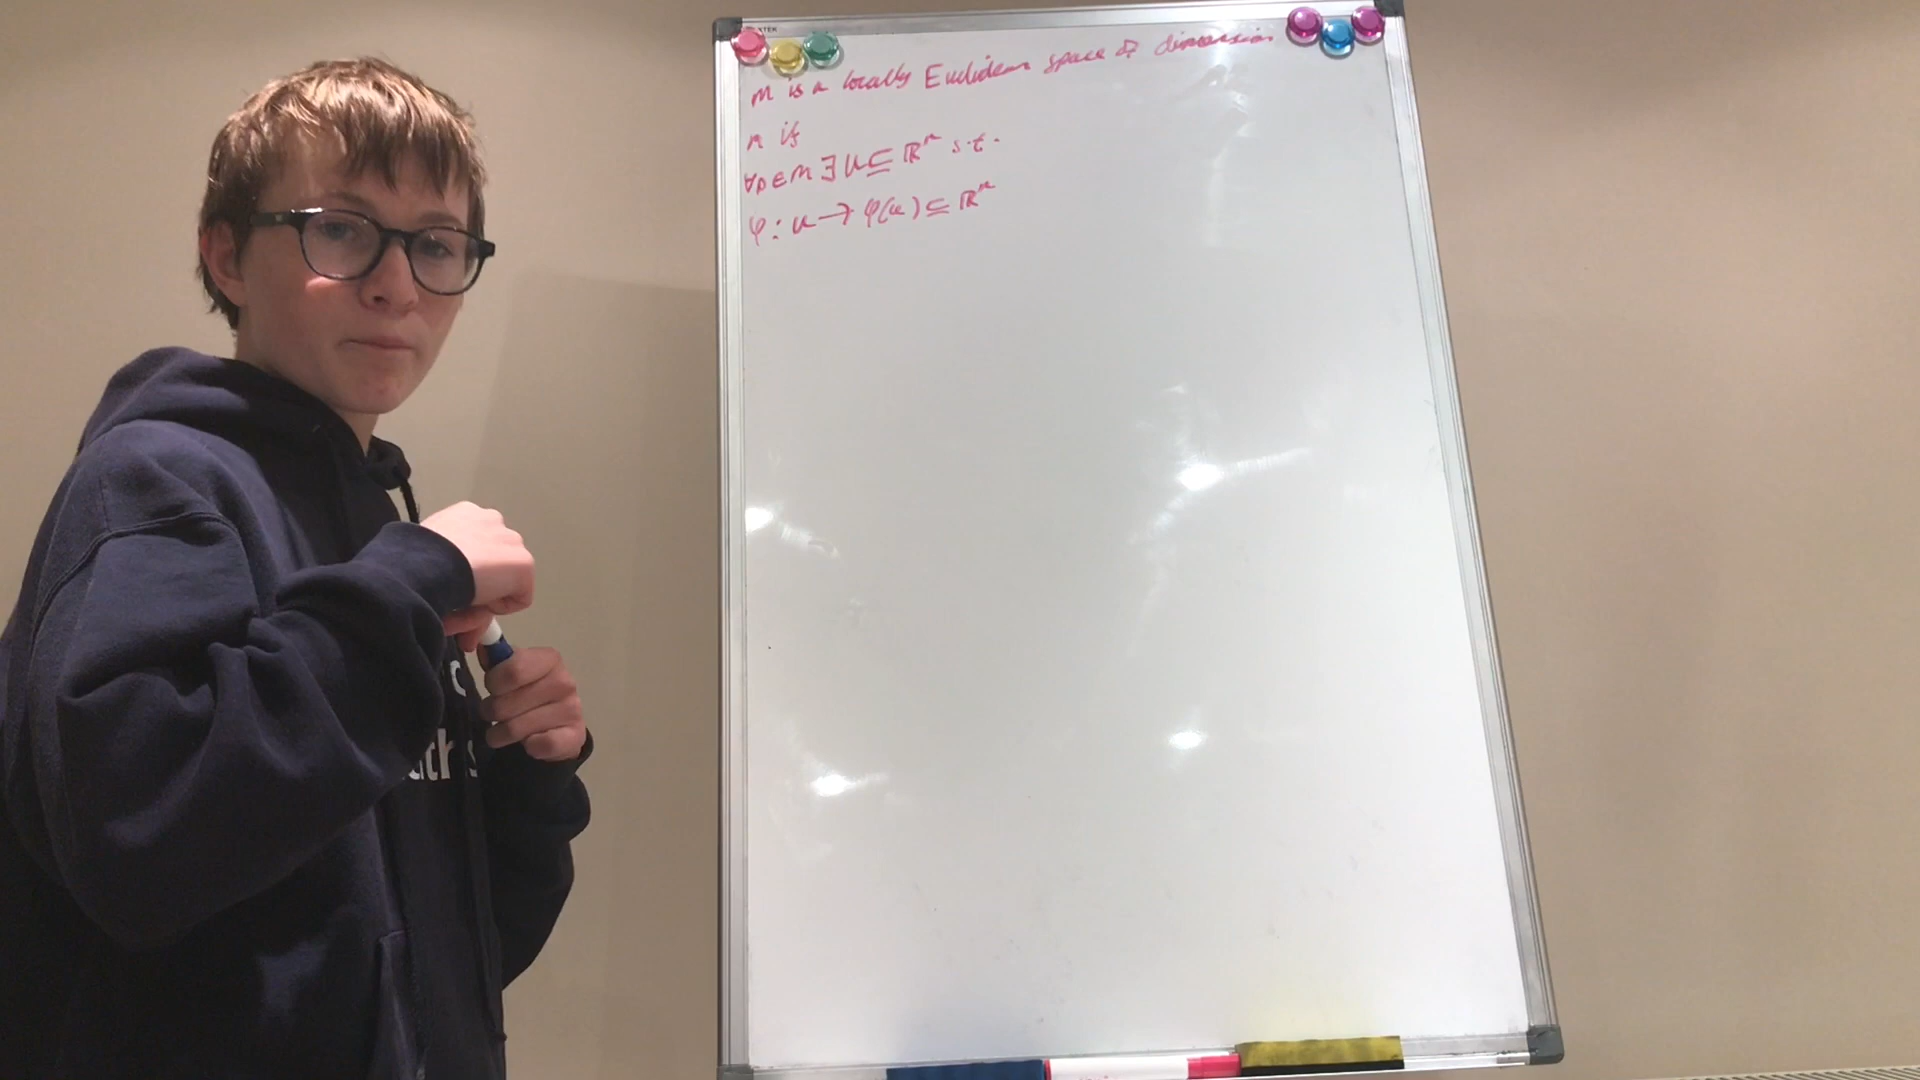 M is a locally Euclidean space of dimension
n if
∀p∈M ∃ U⊆ℝⁿ s.t.
φ: U → φ(U) ⊆ ℝⁿ